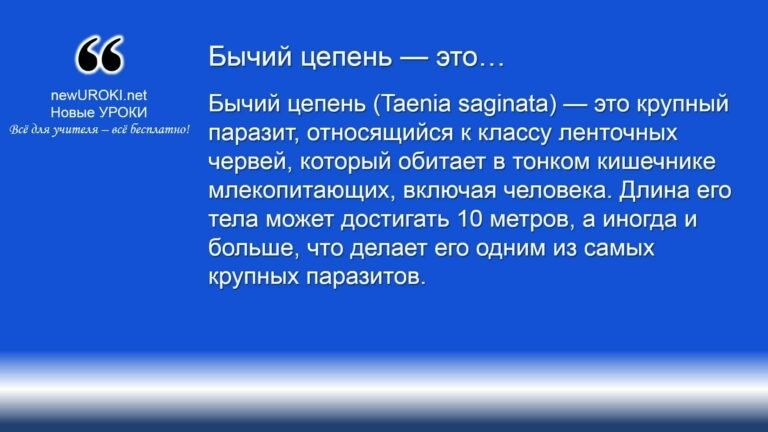 newUROKI.net
Новые УРОКИ
Всё для учителя – всё бесплатно!
Бычий цепень — это…
Бычий цепень (Taenia saginata) — это крупный
паразит, относящийся к классу ленточных
червей, который обитает в тонком кишечнике
млекопитающих, включая человека. Длина его
тела может достигать 10 метров, а иногда и
больше, что делает его одним из самых
крупных паразитов.